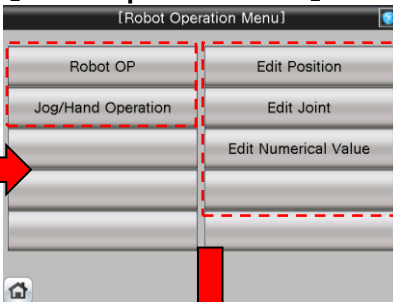 [Robot Operation Menu]
Robot OP
Edit Position
Jog/Hand Operation
Edit Joint
Edit Numerical Value